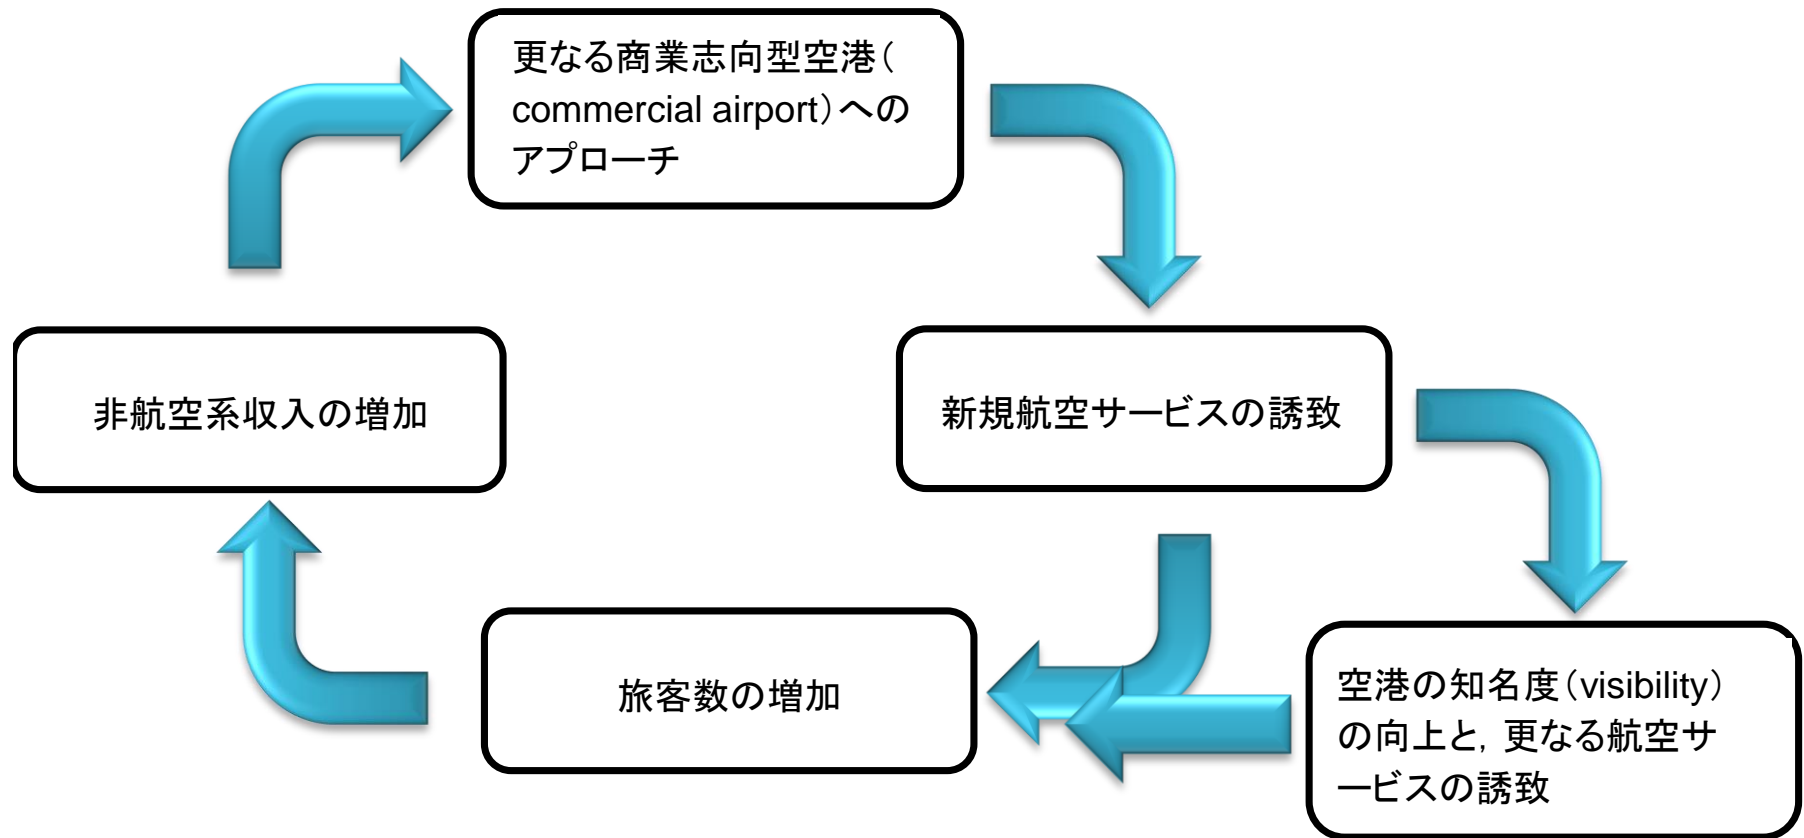 更なる商業志向型空港（
commercial airport）への
アプローチ
非航空系収入の増加
新規航空サービスの誘致
旅客数の増加
空港の知名度（visibility）
の向上と，更なる航空サ
ービスの誘致